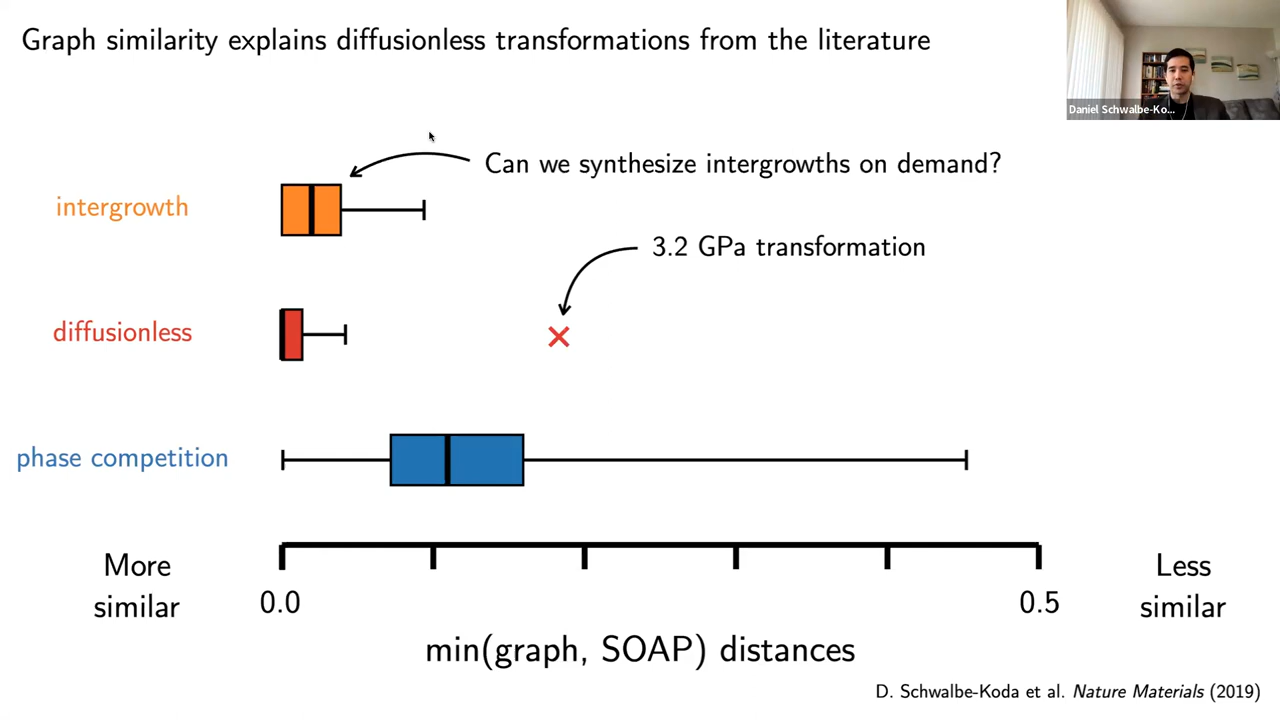 Graph similarity explains diffusionless transformations from the literature
Daniel Schwalbe-Ko...
Can we synthesize intergrowths on demand?
intergrowth
3.2 GPa transformation
diffusionless
phase competition
More
similar
0.0
0.5
Less
similar
min(graph, SOAP) distances
D. Schwalbe-Koda et al. Nature Materials (2019)